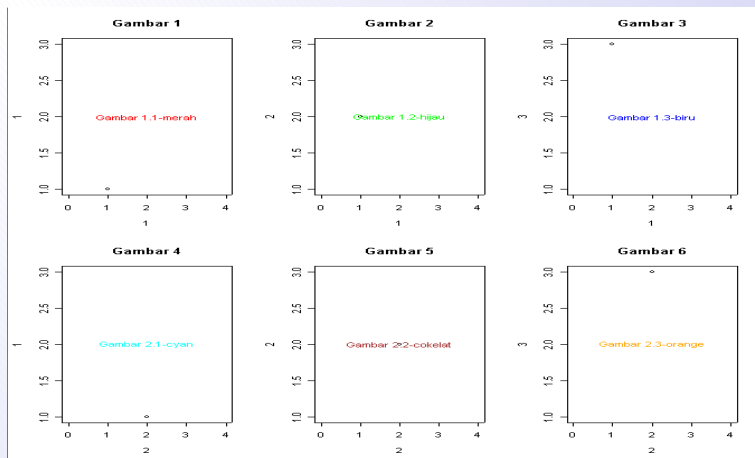 Gambar 1
3.0
2.5
2.0
1.5
1.0
1
Gambar 1.1-merah
0 1 2 3 4
1
Gambar 2
3.0
2.5
2.0
1.5
1.0
2
Gambar 1.2-hijau
0 1 2 3 4
1
Gambar 3
3.0
2.5
2.0
1.5
1.0
3
Gambar 1.3-biru
0 1 2 3 4
1
Gambar 4
3.0
2.5
2.0
1.5
1.0
1
Gambar 2.1-cyan
0 1 2 3 4
2
Gambar 5
3.0
2.5
2.0
1.5
1.0
2
Gambar 2.2-cokelat
0 1 2 3 4
2
Gambar 6
3.0
2.5
2.0
1.5
1.0
3
Gambar 2.3-orange
0 1 2 3 4
2